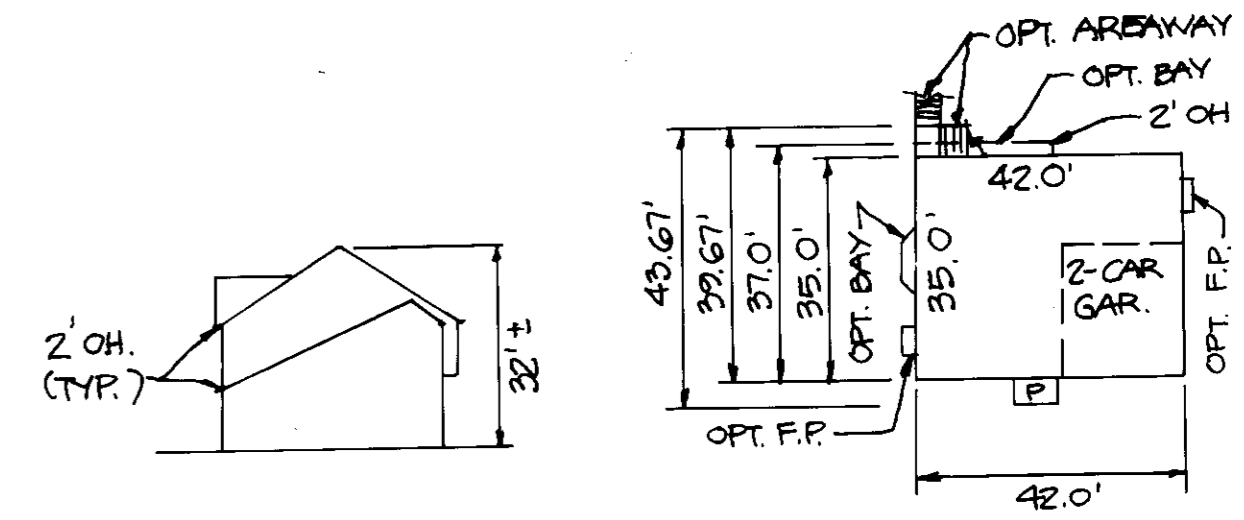 OPT. AREAWAY
OPT. BAY
2' OH
42.0'
43.67'
39.67'
37.0'
35.0'
OPT. BAY
35.0'
2-CAR
GAR.
OPT. F.P.
2' OH.
(TYP.)
32' ±
P
OPT. F.P.
42.0'